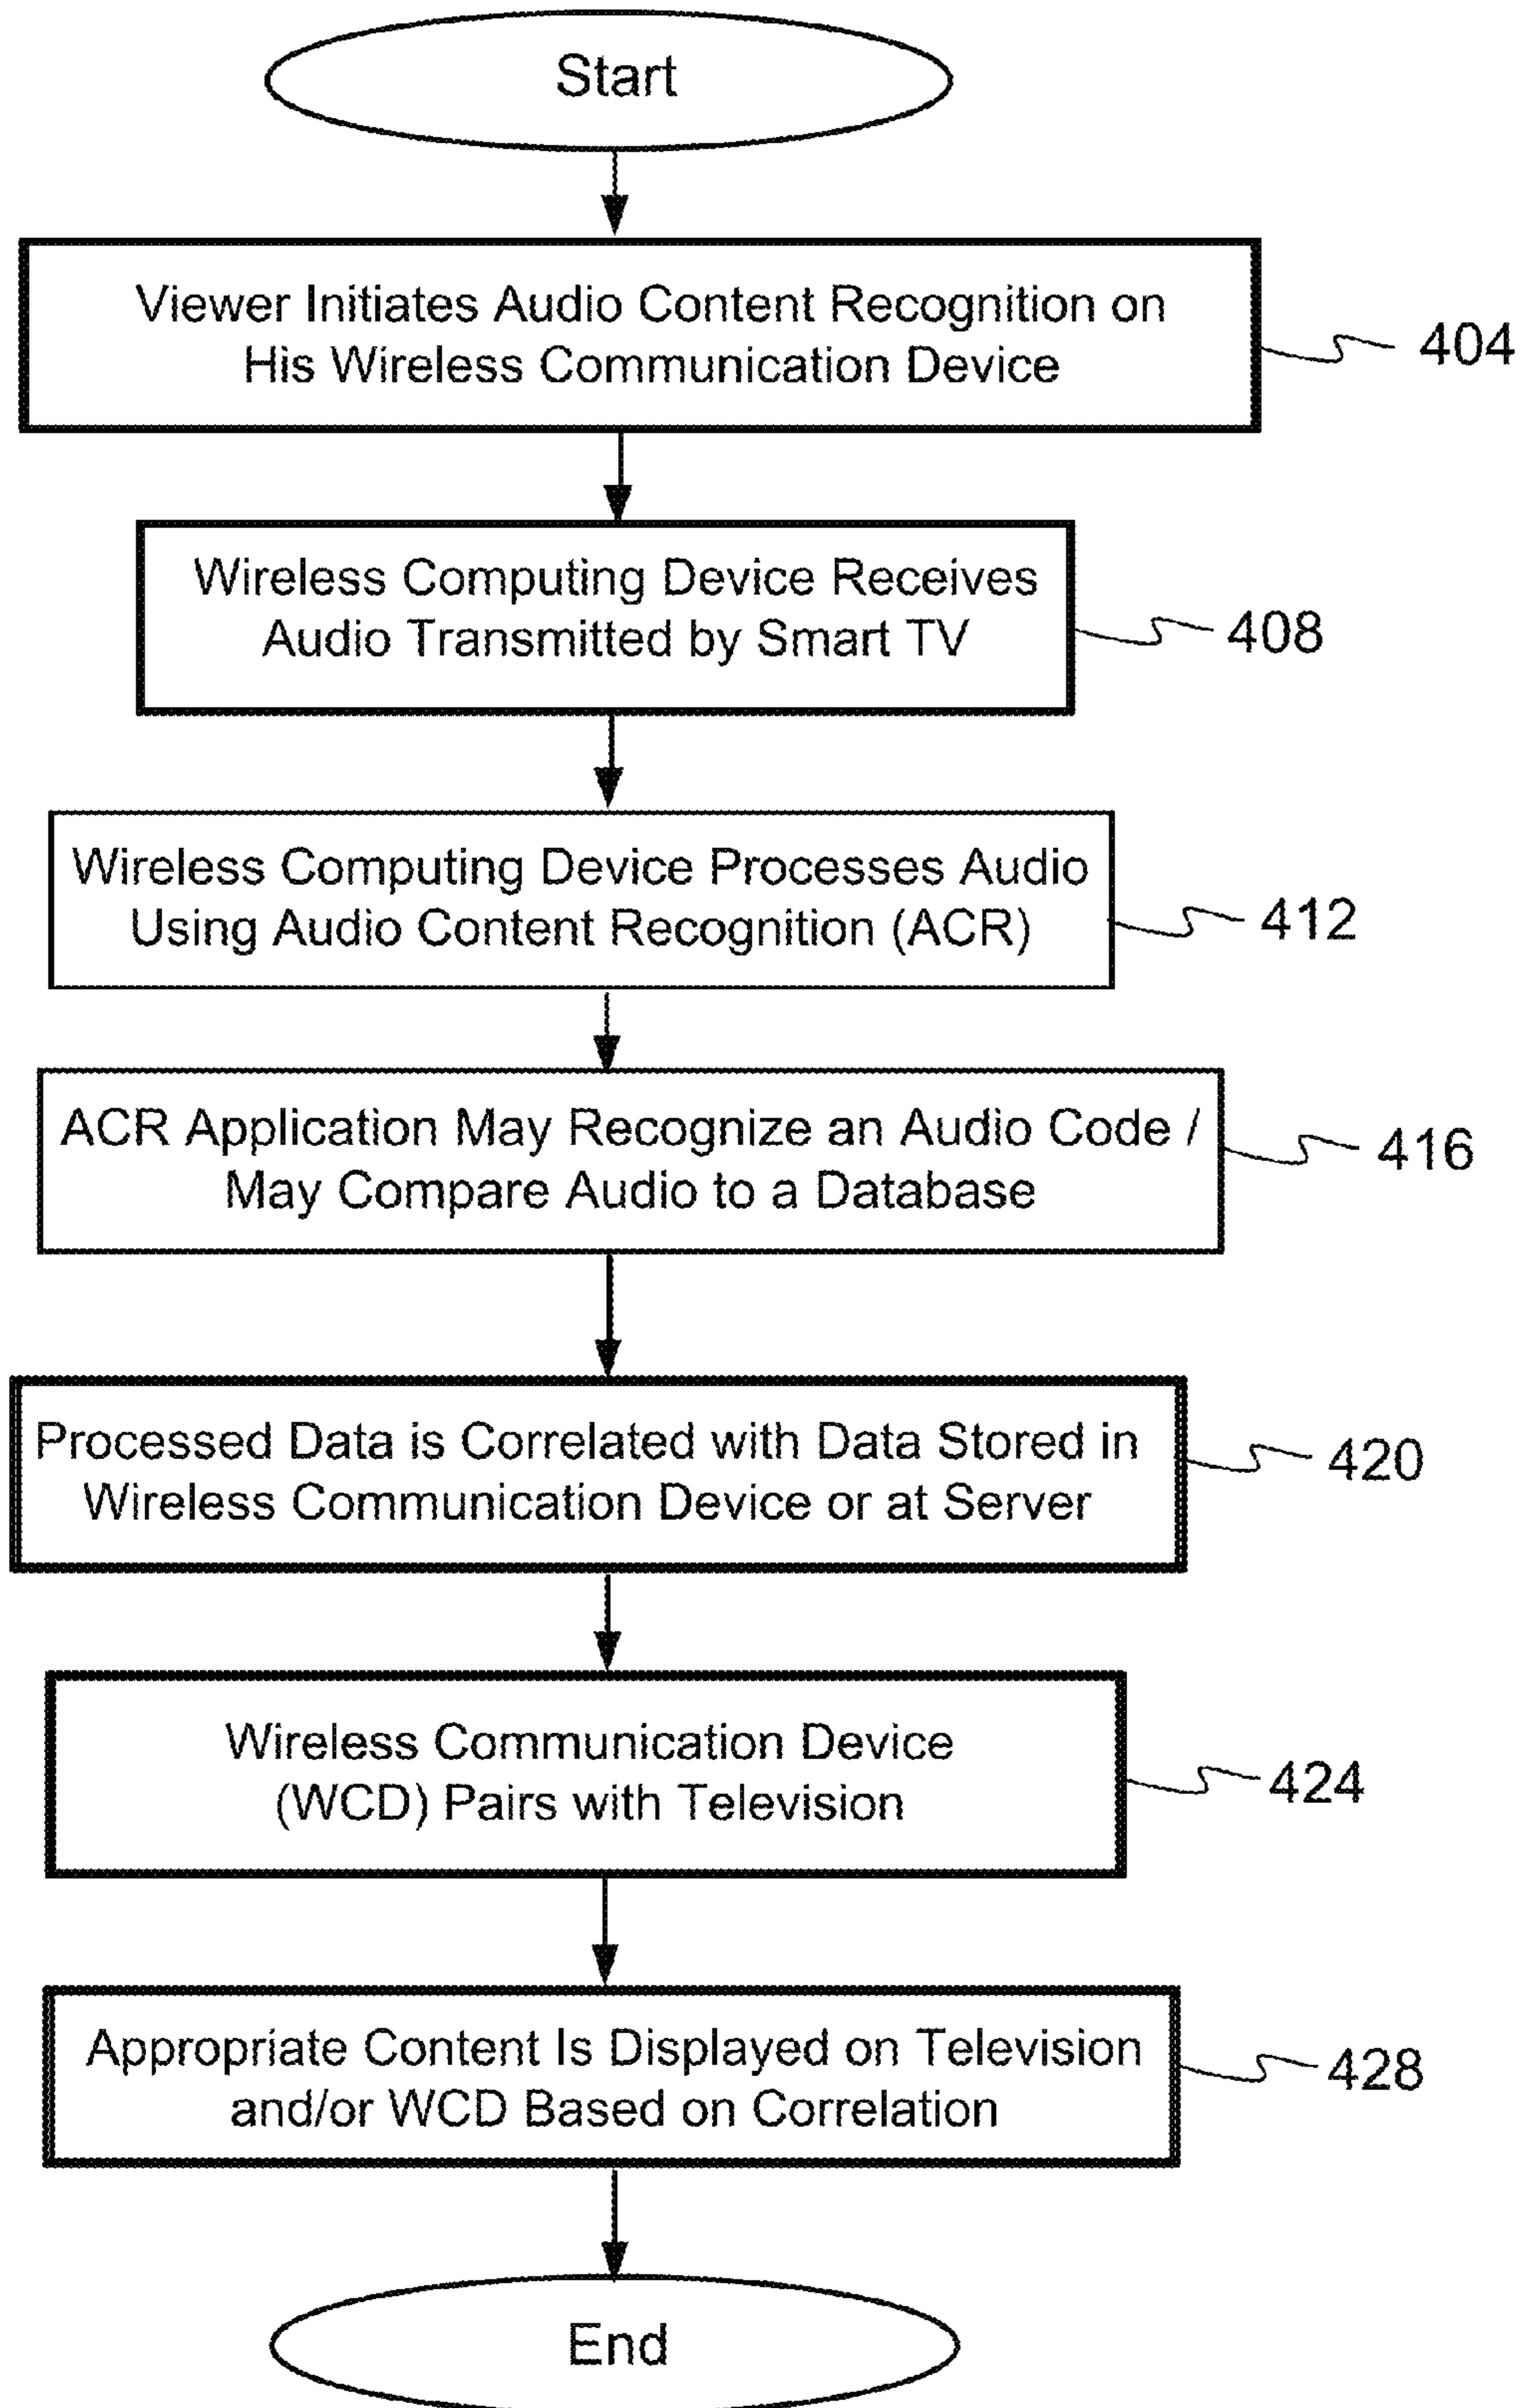 Start
Viewer Initiates Audio Content Recognition on
His Wireless Communication Device
404
Wireless Computing Device Receives
Audio Transmitted by Smart TV
408
Wireless Computing Device Processes Audio
Using Audio Content Recognition (ACR)
412
ACR Application May Recognize an Audio Code /
May Compare Audio to a Database
416
Processed Data is Correlated with Data Stored in
Wireless Communication Device or at Server
420
Wireless Communication Device
(WCD) Pairs with Television
424
Appropriate Content Is Displayed on Television
and/or WCD Based on Correlation
428
End